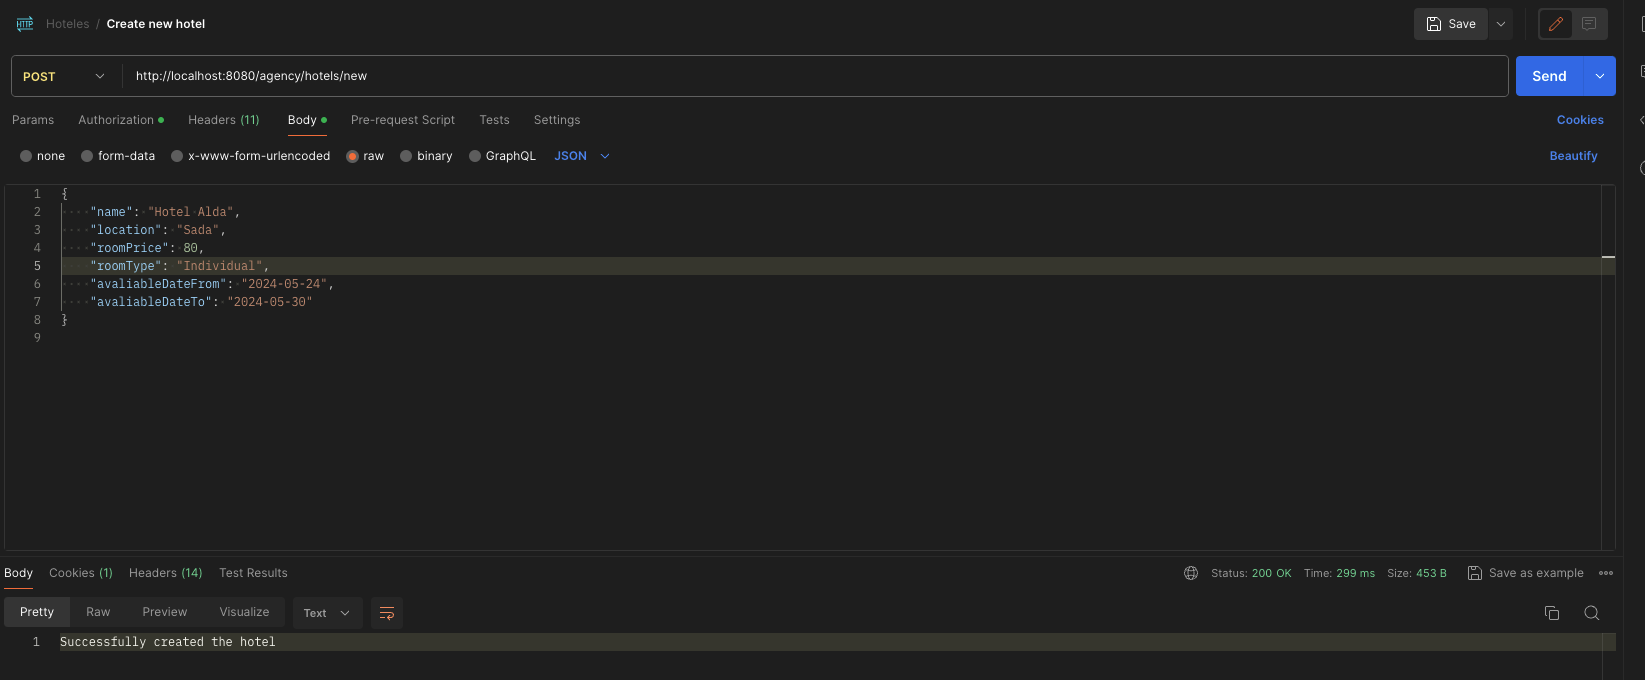 HTTP Hoteles / Create new hotel Save
POST http://localhost:8080/agency/hotels/new Send
Params Authorization Headers (11) Body Pre-request Script Tests Settings Cookies
none form-data x-www-form-urlencoded raw binary GraphQL JSON Beautify
1 {
2 "name": "Hotel Alda",
3 "location": "Sada",
4 "roomPrice": 80,
5 "roomType": "Individual",
6 "avaliableDateFrom": "2024-05-24",
7 "avaliableDateTo": "2024-05-30"
8 }
9
Body Cookies (1) Headers (14) Test Results Status: 200 OK Time: 299 ms Size: 453 B Save as example
Pretty Raw Preview Visualize Text
1 Successfully created the hotel